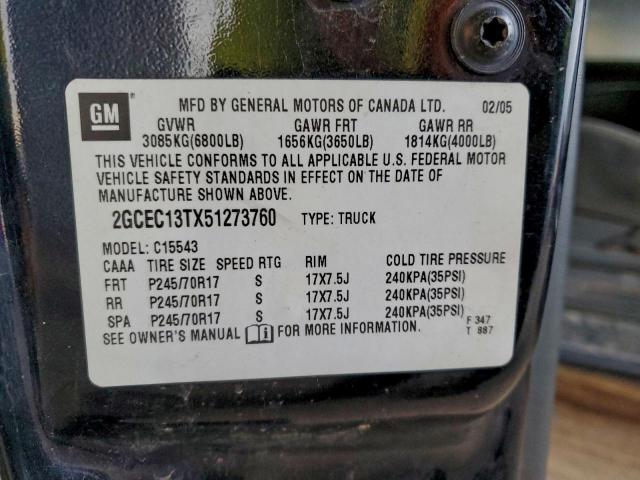 GM
MFD BY GENERAL MOTORS OF CANADA LTD. 02/05
GVWR GAWR FRT GAWR RR
3085KG(6800LB) 1656KG(3650LB) 1814KG(4000LB)
THIS VEHICLE CONFORMS TO ALL APPLICABLE U.S. FEDERAL MOTOR
VEHICLE SAFETY STANDARDS IN EFFECT ON THE DATE OF
MANUFACTURE SHOWN ABOVE.
2GCEC13TX51273760 TYPE: TRUCK
MODEL: C15543
CAAA TIRE SIZE SPEED RTG RIM COLD TIRE PRESSURE
FRT P245/70R17 S 17X7.5J 240KPA(35PSI)
RR P245/70R17 S 17X7.5J 240KPA(35PSI)
SPA P245/70R17 S 17X7.5J 240KPA(35PSI)
SEE OWNER'S MANUAL FOR MORE INFORMATION.
F 347
T 887